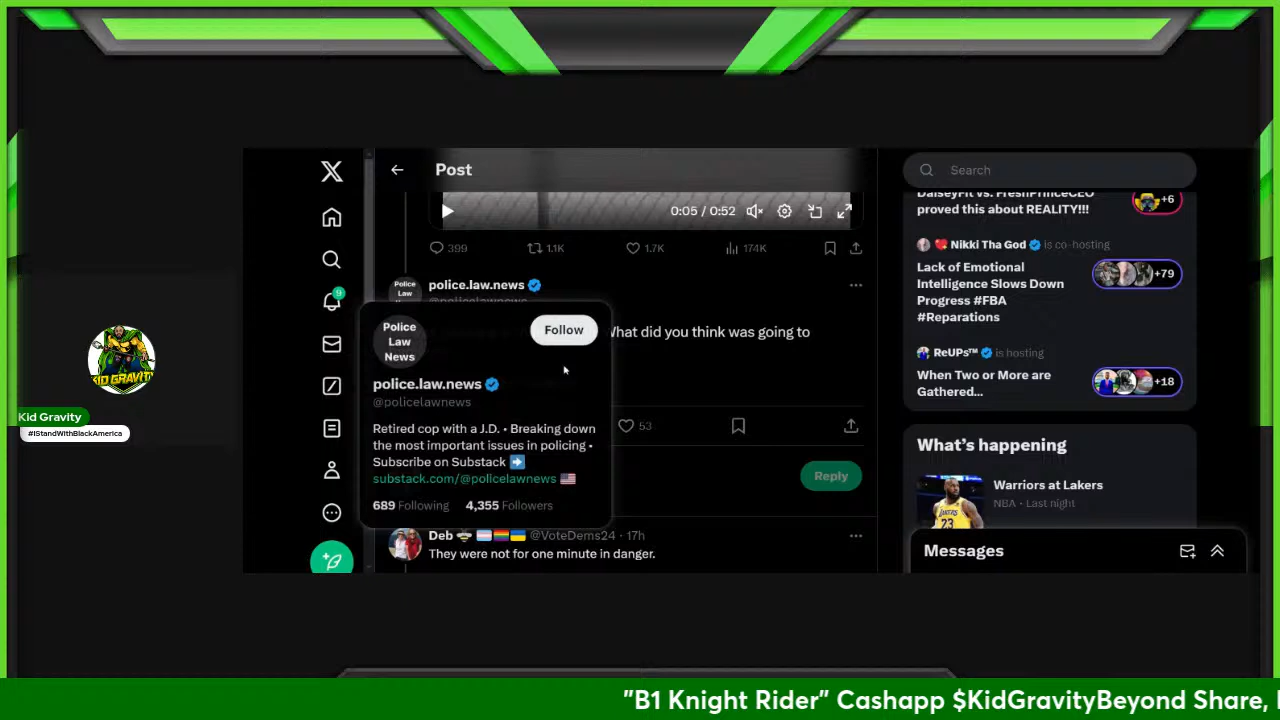 Post
Search
0:05 / 0:52
399
1.1K
1.7K
174K
DaiseyFit vs. FreshPrinceCEO
proved this about REALITY!!!
+6
Nikki Tha God is co-hosting
Lack of Emotional
Intelligence Slows Down
Progress #FBA
#Reparations
+79
ReUPs™ is hosting
When Two or More are
Gathered...
+18
police.law.news
@policelawnews
What did you think was going to
9
Police
Law
News
Follow
police.law.news
@policelawnews
Retired cop with a J.D. • Breaking down
the most important issues in policing •
Subscribe on Substack ➡️
substack.com/@policelawnews 🇺🇸
689 Following 4,355 Followers
53
Reply
Deb @VoteDems24 · 17h
They were not for one minute in danger.
What's happening
Warriors at Lakers
NBA · Last night
Messages
KID GRAVITY
Kid Gravity
#IStandWithBlackAmerica
"B1 Knight Rider" Cashapp $KidGravityBeyond Share,